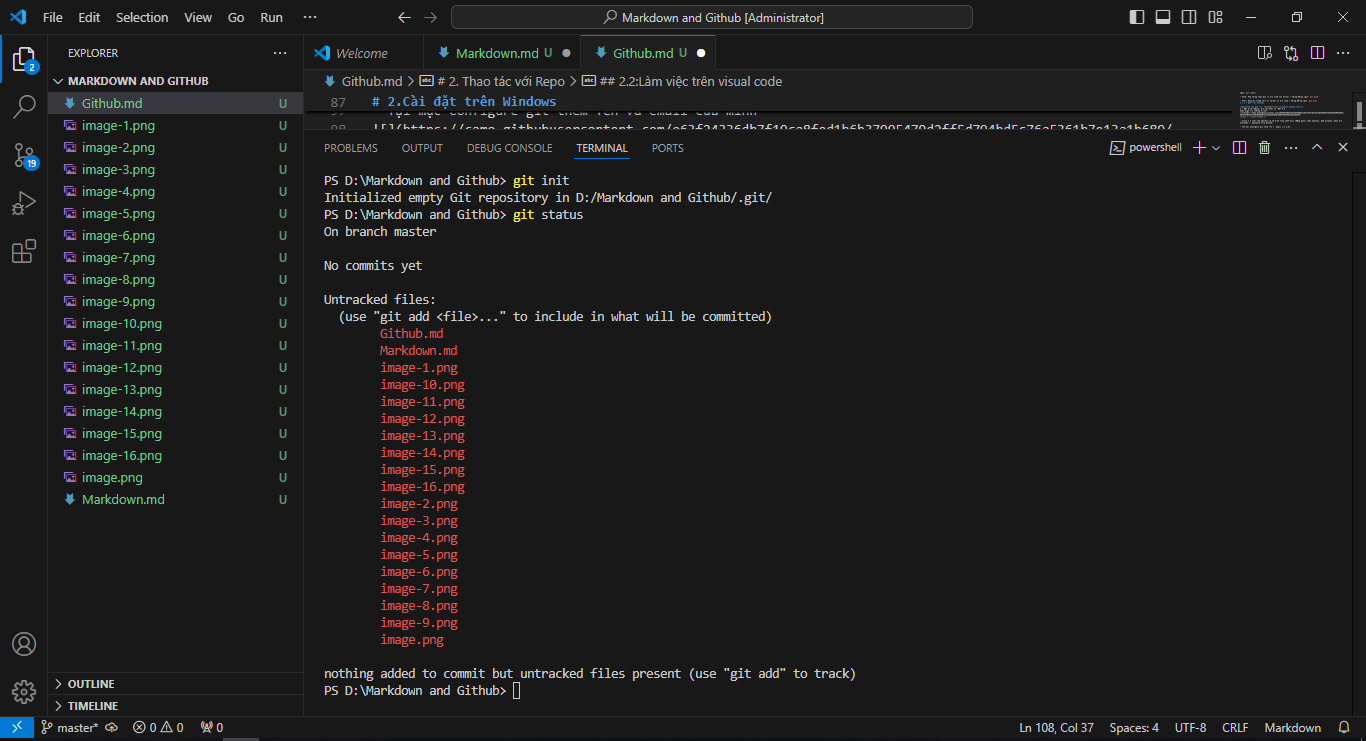 File Edit Selection View Go Run ··· Markdown and Github [Administrator]
EXPLORER ···
MARKDOWN AND GITHUB
Github.md U
image-1.png U
image-2.png U
image-3.png U
image-4.png U
image-5.png U
image-6.png U
image-7.png U
image-8.png U
image-9.png U
image-10.png U
image-11.png U
image-12.png U
image-13.png U
image-14.png U
image-15.png U
image-16.png U
image.png U
Markdown.md U
OUTLINE
TIMELINE
2
19
Welcome Markdown.md U Github.md U
Github.md > # 2. Thao tác với Repo > ## 2.2:Làm việc trên visual code
87 # 2.Cài đặt trên Windows
PROBLEMS OUTPUT DEBUG CONSOLE TERMINAL PORTS powershell
PS D:\Markdown and Github> git init
Initialized empty Git repository in D:/Markdown and Github/.git/
PS D:\Markdown and Github> git status
On branch master
No commits yet
Untracked files:
(use "git add <file>..." to include in what will be committed)
Github.md
Markdown.md
image-1.png
image-10.png
image-11.png
image-12.png
image-13.png
image-14.png
image-15.png
image-16.png
image-2.png
image-3.png
image-4.png
image-5.png
image-6.png
image-7.png
image-8.png
image-9.png
image.png
nothing added to commit but untracked files present (use "git add" to track)
PS D:\Markdown and Github>
master* 0 0 0 Ln 108, Col 37 Spaces: 4 UTF-8 CRLF Markdown